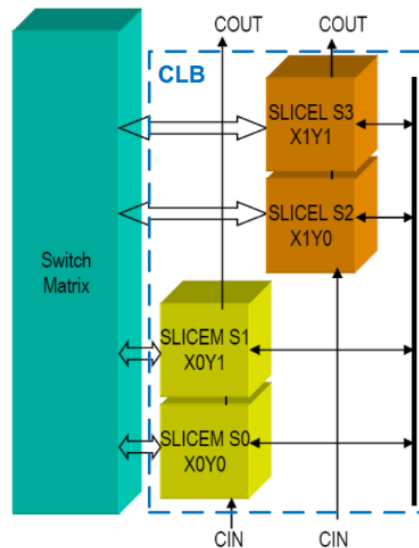 COUT COUT
CLB
SLICEL S3
X1Y1
SLICEL S2
X1Y0
Switch
Matrix
SLICEM S1
X0Y1
SLICEM S0
X0Y0
CIN CIN